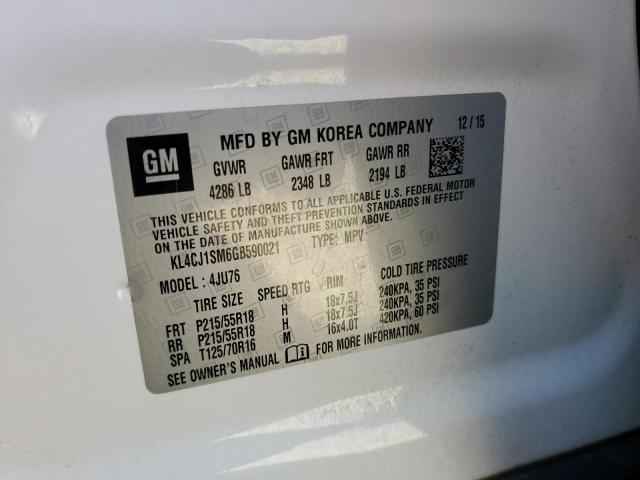 GM
MFD BY GM KOREA COMPANY 12 / 15
GVWR GAWR FRT GAWR RR
4286 LB 2348 LB 2194 LB
THIS VEHICLE CONFORMS TO ALL APPLICABLE U.S. FEDERAL MOTOR
VEHICLE SAFETY AND THEFT PREVENTION STANDARDS IN EFFECT
ON THE DATE OF MANUFACTURE SHOWN ABOVE.
KL4CJ1SM6GB590021 TYPE: MPV
MODEL : 4JU76
TIRE SIZE SPEED RTG RIM COLD TIRE PRESSURE
FRT P215/55R18 H 18x7.5J 240KPA, 35 PSI
RR P215/55R18 H 18x7.5J 240KPA, 35 PSI
SPA T125/70R16 M 16x4.0T 420KPA, 60 PSI
SEE OWNER'S MANUAL FOR MORE INFORMATION.